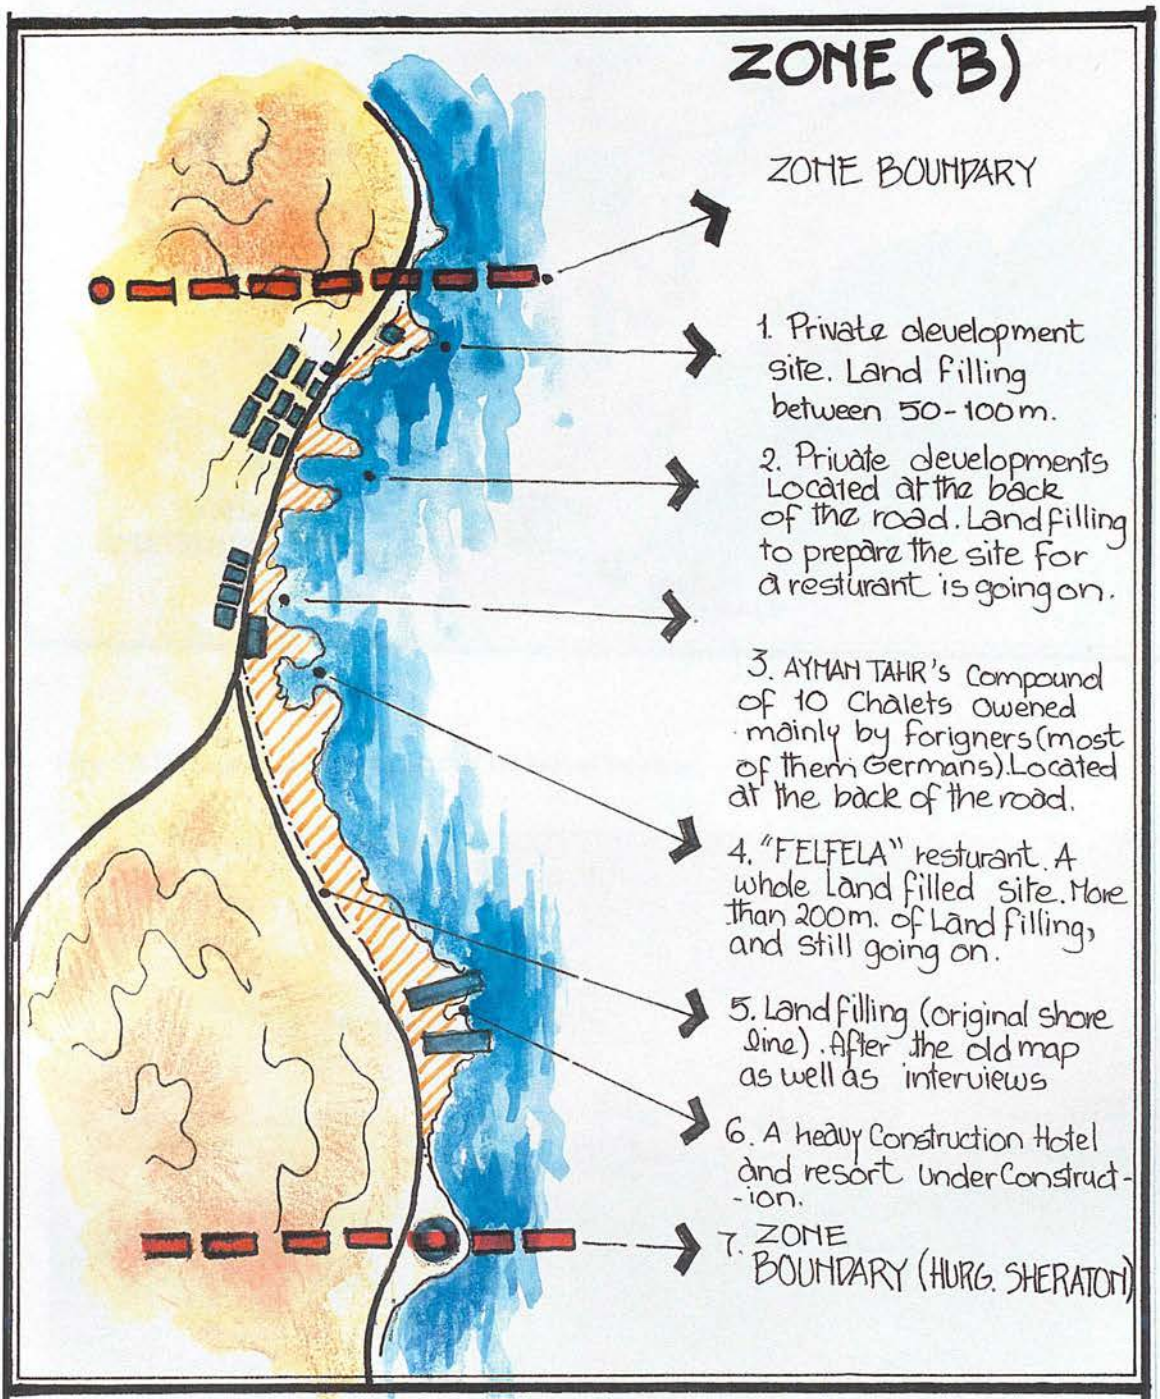 ZONE (B)
ZONE BOUNDARY
1. Private development
site. Land filling
between 50-100m.
2. Private developments
Located at the back
of the road. Land filling
to prepare the site for
a resturant is going on.
3. AYMAN TAHR's Compound
of 10 Chalets owened
mainly by forigners (most
of them Germans). Located
at the back of the road.
4. "FELFELA" resturant. A
whole Land filled site. More
than 200m. of Land filling,
and still going on.
5. Land filling (original shore
line). After the old map
as well as interviews
6. A heavy Construction Hotel
and resort under Construct-
-ion.
7. ZONE
BOUNDARY (HURG. SHERATON)